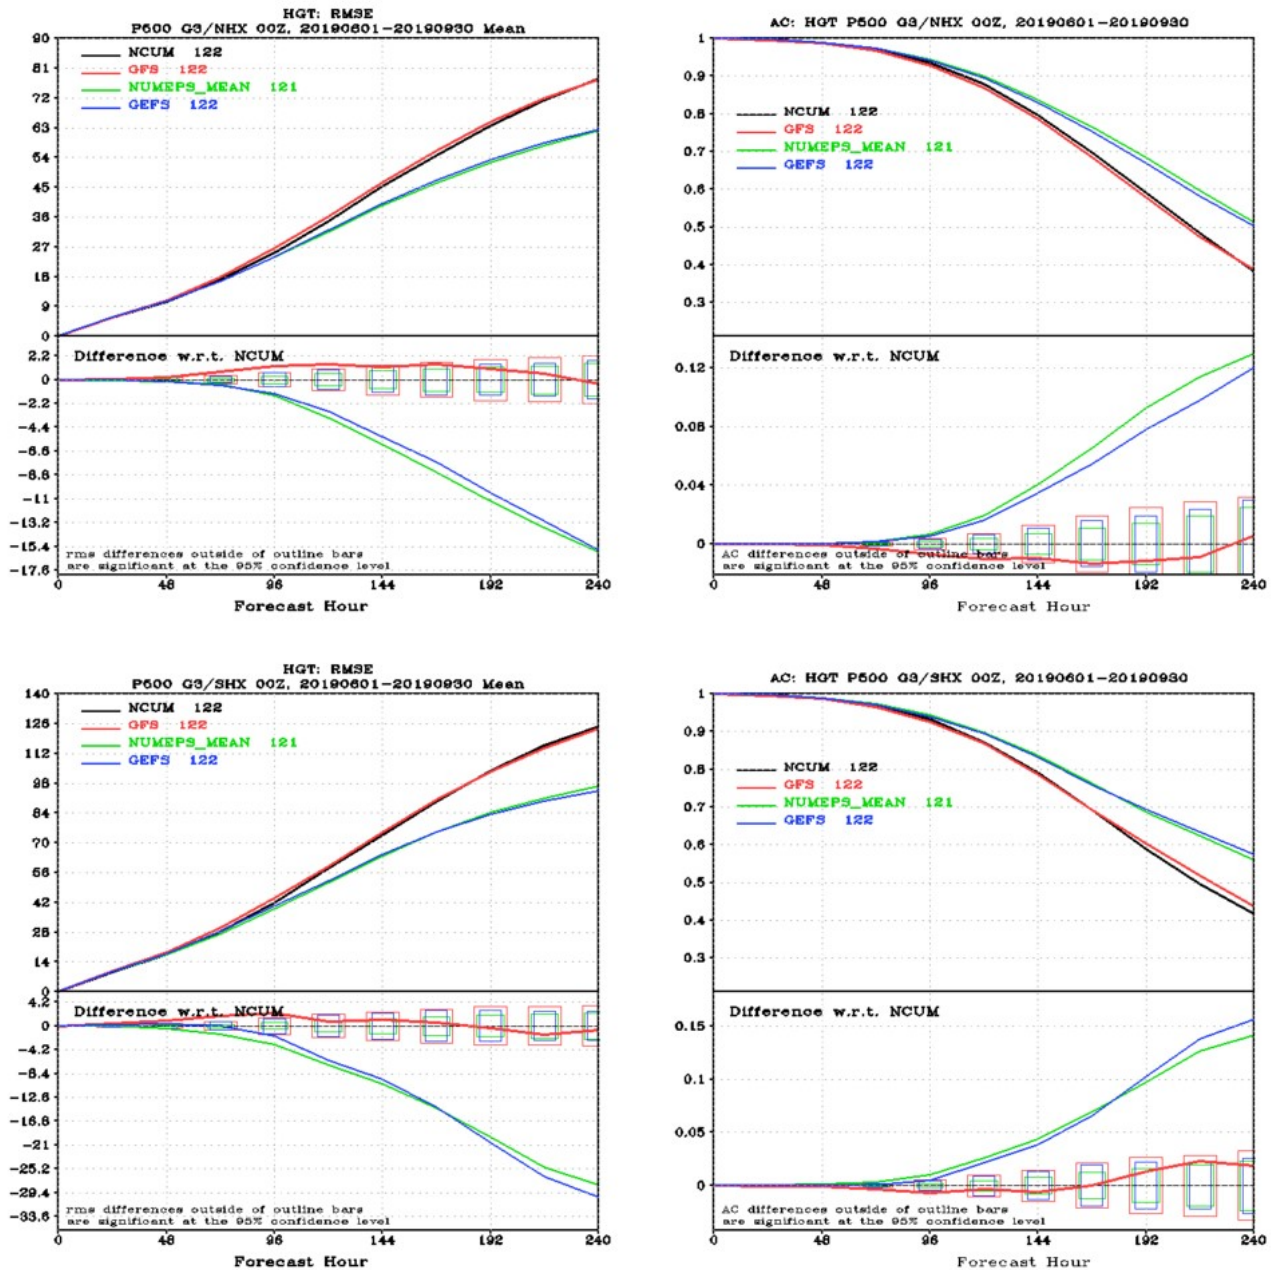 HGT: RMSE
P500 G3/NHX 00Z, 20190601-20190930 Mean
90
81
72
63
54
45
36
27
18
9
0
NCUM 122
GFS 122
NUMEPS_MEAN 121
GEFS 122
Difference w.r.t. NCUM
2.2
0
-2.2
-4.4
-6.6
-8.8
-11
-13.2
-15.4
-17.6
rms differences outside of outline bars
are significant at the 95% confidence level
0 48 96 144 192 240
Forecast Hour
AC: HGT P500 G3/NHX 00Z, 20190601-20190930
1
0.9
0.8
0.7
0.6
0.5
0.4
0.3
NCUM 122
GFS 122
NUMEPS_MEAN 121
GEFS 122
Difference w.r.t. NCUM
0.12
0.08
0.04
0
AC differences outside of outline bars
are significant at the 95% confidence level
0 48 96 144 192 240
Forecast Hour
HGT: RMSE
P500 G3/SHX 00Z, 20190601-20190930 Mean
140
126
112
98
84
70
56
42
28
14
0
NCUM 122
GFS 122
NUMEPS_MEAN 121
GEFS 122
Difference w.r.t. NCUM
4.2
0
-4.2
-8.4
-12.6
-16.8
-21
-25.2
-29.4
-33.6
rms differences outside of outline bars
are significant at the 95% confidence level
0 48 96 144 192 240
Forecast Hour
AC: HGT P500 G3/SHX 00Z, 20190601-20190930
1
0.9
0.8
0.7
0.6
0.5
0.4
0.3
NCUM 122
GFS 122
NUMEPS_MEAN 121
GEFS 122
Difference w.r.t. NCUM
0.15
0.1
0.05
0
AC differences outside of outline bars
are significant at the 95% confidence level
0 48 96 144 192 240
Forecast Hour